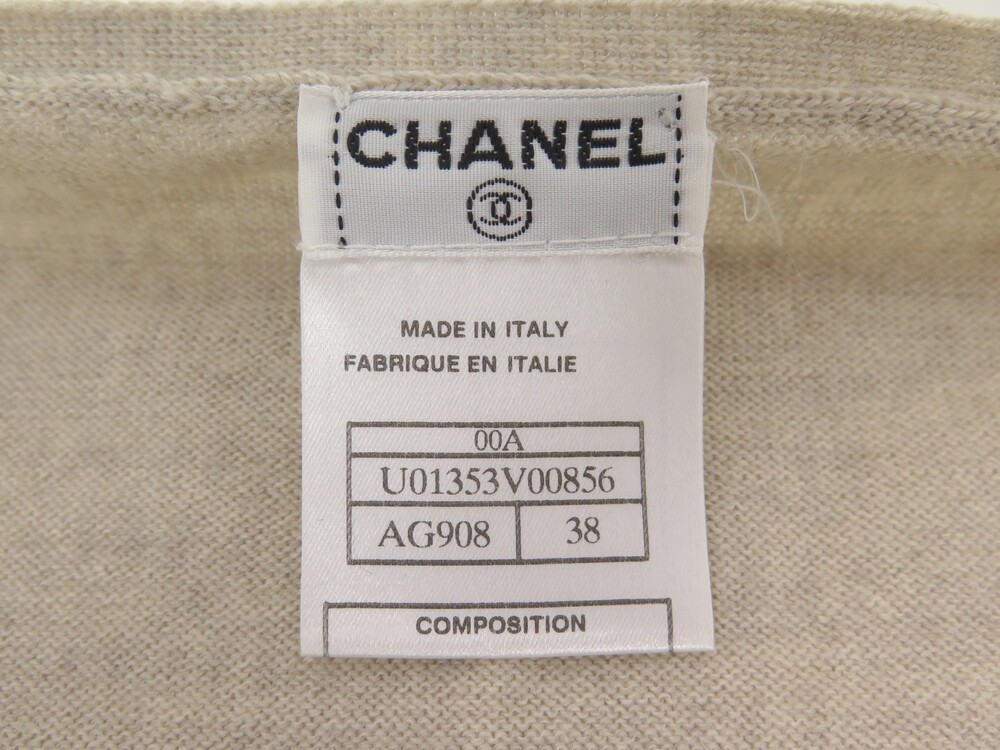 CHANEL
MADE IN ITALY
FABRIQUE EN ITALIE
00A
U01353V00856
AG908 38
COMPOSITION